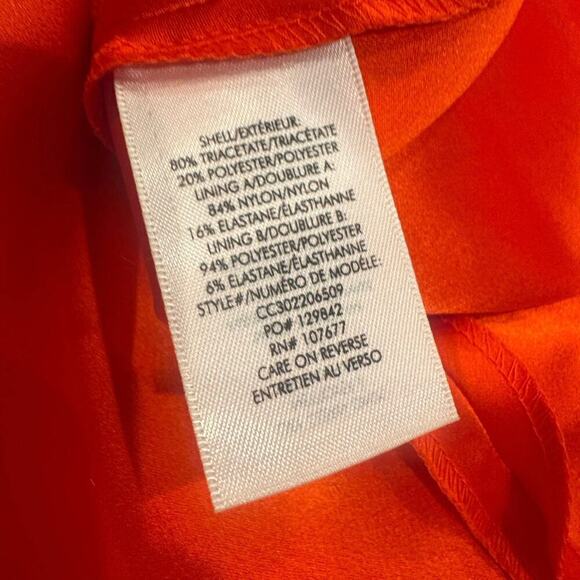 SHELL/EXTÉRIEUR:
80% TRIACETATE/TRIACÉTATE
20% POLYESTER/POLYESTER
LINING A/DOUBLURE A:
84% NYLON/NYLON
16% ELASTANE/ÉLASTHANNE
LINING B/DOUBLURE B:
94% POLYESTER/POLYESTER
6% ELASTANE/ÉLASTHANNE
STYLE#/NUMÉRO DE MODÈLE:
CC302206509
PO# 129842
RN# 107677
CARE ON REVERSE
ENTRETIEN AU VERSO